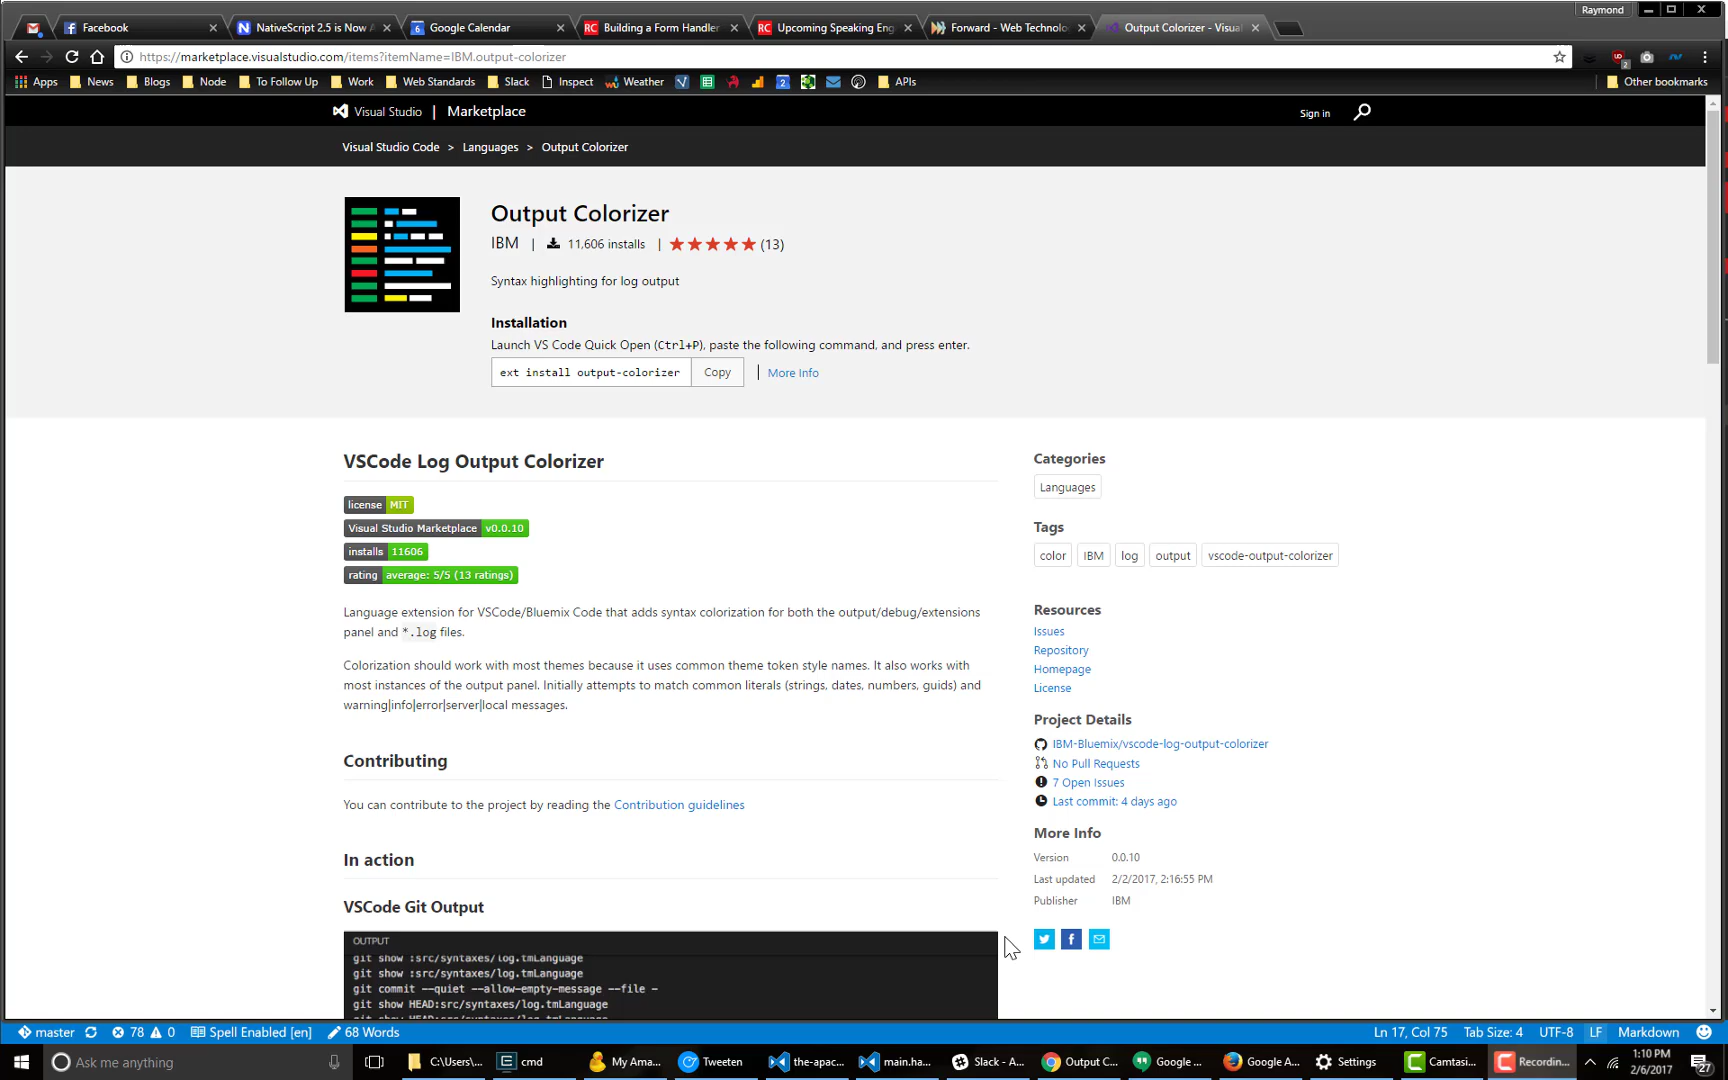 Raymond
Facebook
NativeScript 2.5 is Now A
Google Calendar
Building a Form Handler
Upcoming Speaking Eng
Forward - Web Technolo
Output Colorizer - Visual
https://marketplace.visualstudio.com/items?itemName=IBM.output-colorizer
Apps News Blogs Node To Follow Up Work Web Standards Slack Inspect Weather APIs Other bookmarks
Visual Studio | Marketplace
Sign in
Visual Studio Code > Languages > Output Colorizer
Output Colorizer
IBM | 11,606 installs | (13)
Syntax highlighting for log output
Installation
Launch VS Code Quick Open (Ctrl+P), paste the following command, and press enter.
ext install output-colorizer Copy | More Info
VSCode Log Output Colorizer
license MIT
Visual Studio Marketplace v0.0.10
installs 11606
rating average: 5/5 (13 ratings)
Language extension for VSCode/Bluemix Code that adds syntax colorization for both the output/debug/extensions
panel and *.log files.
Colorization should work with most themes because it uses common theme token style names. It also works with
most instances of the output panel. Initially attempts to match common literals (strings, dates, numbers, guids) and
warning|info|error|server|local messages.
Contributing
You can contribute to the project by reading the Contribution guidelines
In action
VSCode Git Output
OUTPUT
git show :src/syntaxes/log.tmLanguage
git show :src/syntaxes/log.tmLanguage
git commit --quiet --allow-empty-message --file -
git show HEAD:src/syntaxes/log.tmLanguage
Categories
Languages
Tags
color IBM log output vscode-output-colorizer
Resources
Issues
Repository
Homepage
License
Project Details
IBM-Bluemix/vscode-log-output-colorizer
No Pull Requests
7 Open Issues
Last commit: 4 days ago
More Info
Version 0.0.10
Last updated 2/2/2017, 2:16:55 PM
Publisher IBM
master 78 0 Spell Enabled [en] 68 Words
Ln 17, Col 75 Tab Size: 4 UTF-8 LF Markdown
Ask me anything
C:\Users\... cmd My Ama... Tweeten the-apac... main.ha... Slack - A... Output C... Google ... Google A... Settings Camtasi... Recordin...
1:10 PM
2/6/2017
27